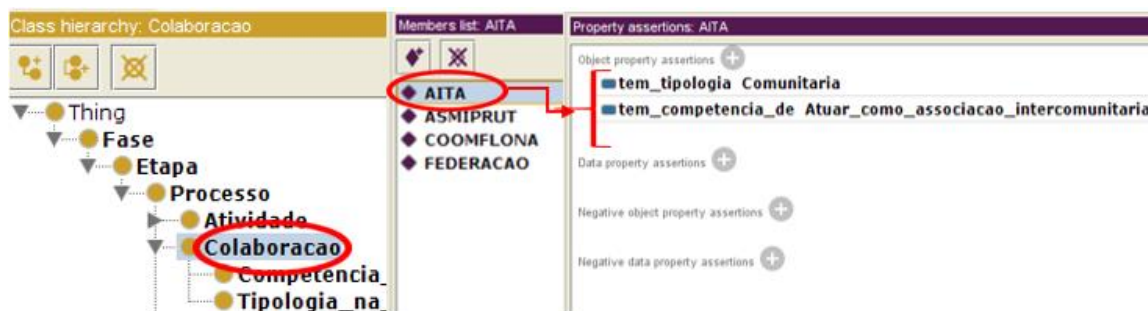 Class hierarchy: Colaboracao
Thing
Fase
Etapa
Processo
Atividade
Colaboracao
Competencia_
Tipologia_na_
Members list: AITA
AITA
ASMIPRUT
COOMFLONA
FEDERACAO
Property assertions: AITA
Object property assertions
tem_tipologia Comunitaria
tem_competencia_de Atuar_como_associacao_intercomunitaria
Data property assertions
Negative object property assertions
Negative data property assertions